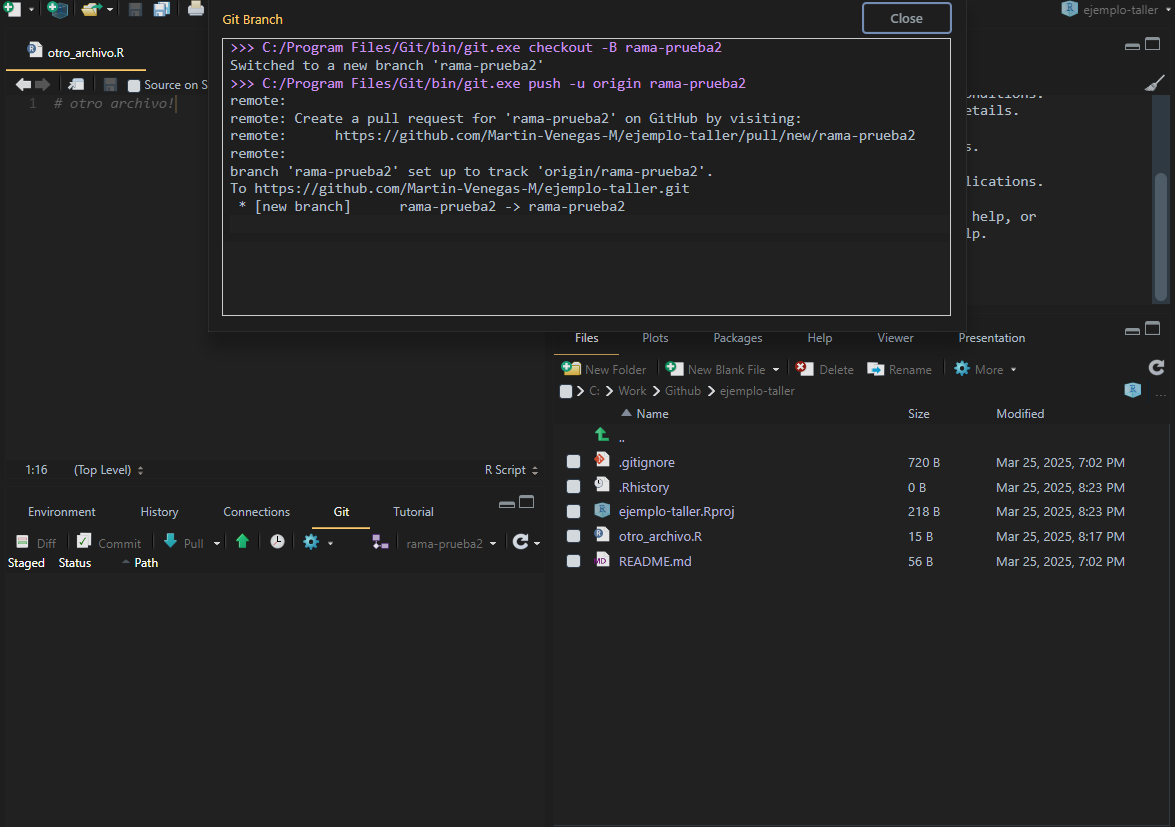 Git Branch
Close
ejemplo-taller
otro_archivo.R
Source on S
1 # otro archivo!
>>> C:/Program Files/Git/bin/git.exe checkout -B rama-prueba2
Switched to a new branch 'rama-prueba2'
>>> C:/Program Files/Git/bin/git.exe push -u origin rama-prueba2
remote:
remote: Create a pull request for 'rama-prueba2' on GitHub by visiting:
remote:      https://github.com/Martin-Venegas-M/ejemplo-taller/pull/new/rama-prueba2
remote:
branch 'rama-prueba2' set up to track 'origin/rama-prueba2'.
To https://github.com/Martin-Venegas-M/ejemplo-taller.git
 * [new branch]      rama-prueba2 -> rama-prueba2
etails.
s.
lications.
help, or
lp.
1:16 (Top Level) R Script
Environment History Connections Git Tutorial
Diff Commit Pull rama-prueba2
Staged Status Path
Files Plots Packages Help Viewer Presentation
New Folder New Blank File Delete Rename More
C: Work Github ejemplo-taller ...
Name Size Modified
..
.gitignore 720 B Mar 25, 2025, 7:02 PM
.Rhistory 0 B Mar 25, 2025, 8:23 PM
ejemplo-taller.Rproj 218 B Mar 25, 2025, 8:23 PM
otro_archivo.R 15 B Mar 25, 2025, 8:17 PM
README.md 56 B Mar 25, 2025, 7:02 PM